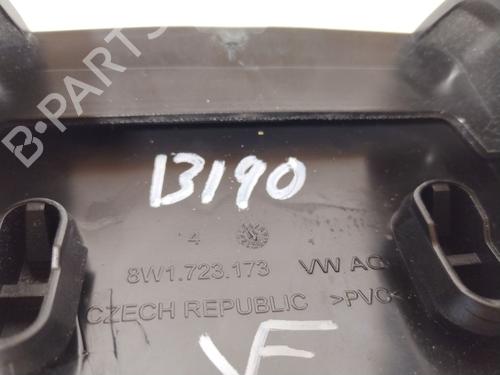 B-PARTS
13190
4
8W1.723.173 VW AG
CZECH REPUBLIC >PVC<
VF